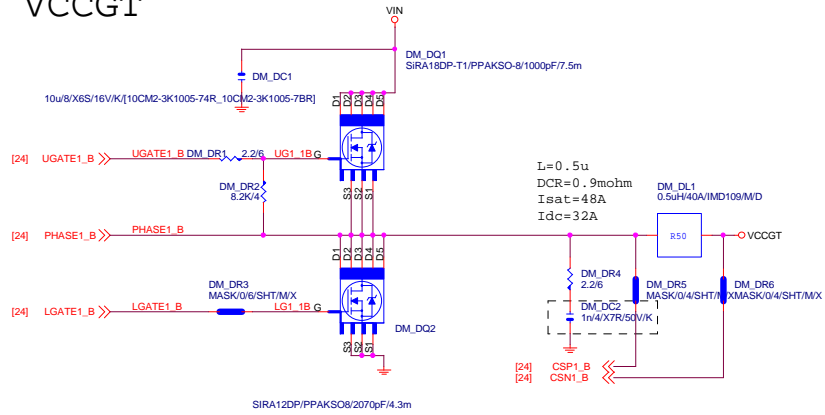 VCCGT
VIN
DM_DQ1
SiRA18DP-T1/PPAKSO-8/1000pF/7.5m
DM_DC1
10u/8/X6S/16V/K/[10CM2-3K1005-74R_10CM2-3K1005-7BR]
D1
D2
D3
D4
D5
[24] UGATE1_B
UGATE1_B
DM_DR1
2.2/6
UG1_1B
G
DM_DR2
8.2K/4
S3
S2
S1
L=0.5u
DCR=0.9mohm
Isat=48A
Idc=32A
DM_DL1
0.5uH/40A/IMD109/M/D
[24] PHASE1_B
PHASE1_B
R50
VCCGT
D1
D2
D3
D4
D5
DM_DR3
MASK/0/6/SHT/M/X
DM_DR4
2.2/6
DM_DR5
MASK/0/4/SHT/M/X
DM_DR6
MASK/0/4/SHT/M/X
[24] LGATE1_B
LGATE1_B
LG1_1B
G
DM_DC2
1n/4/X7R/50V/K
DM_DQ2
S3
S2
S1
[24] CSP1_B
[24] CSN1_B
SIRA12DP/PPAKSO8/2070pF/4.3m